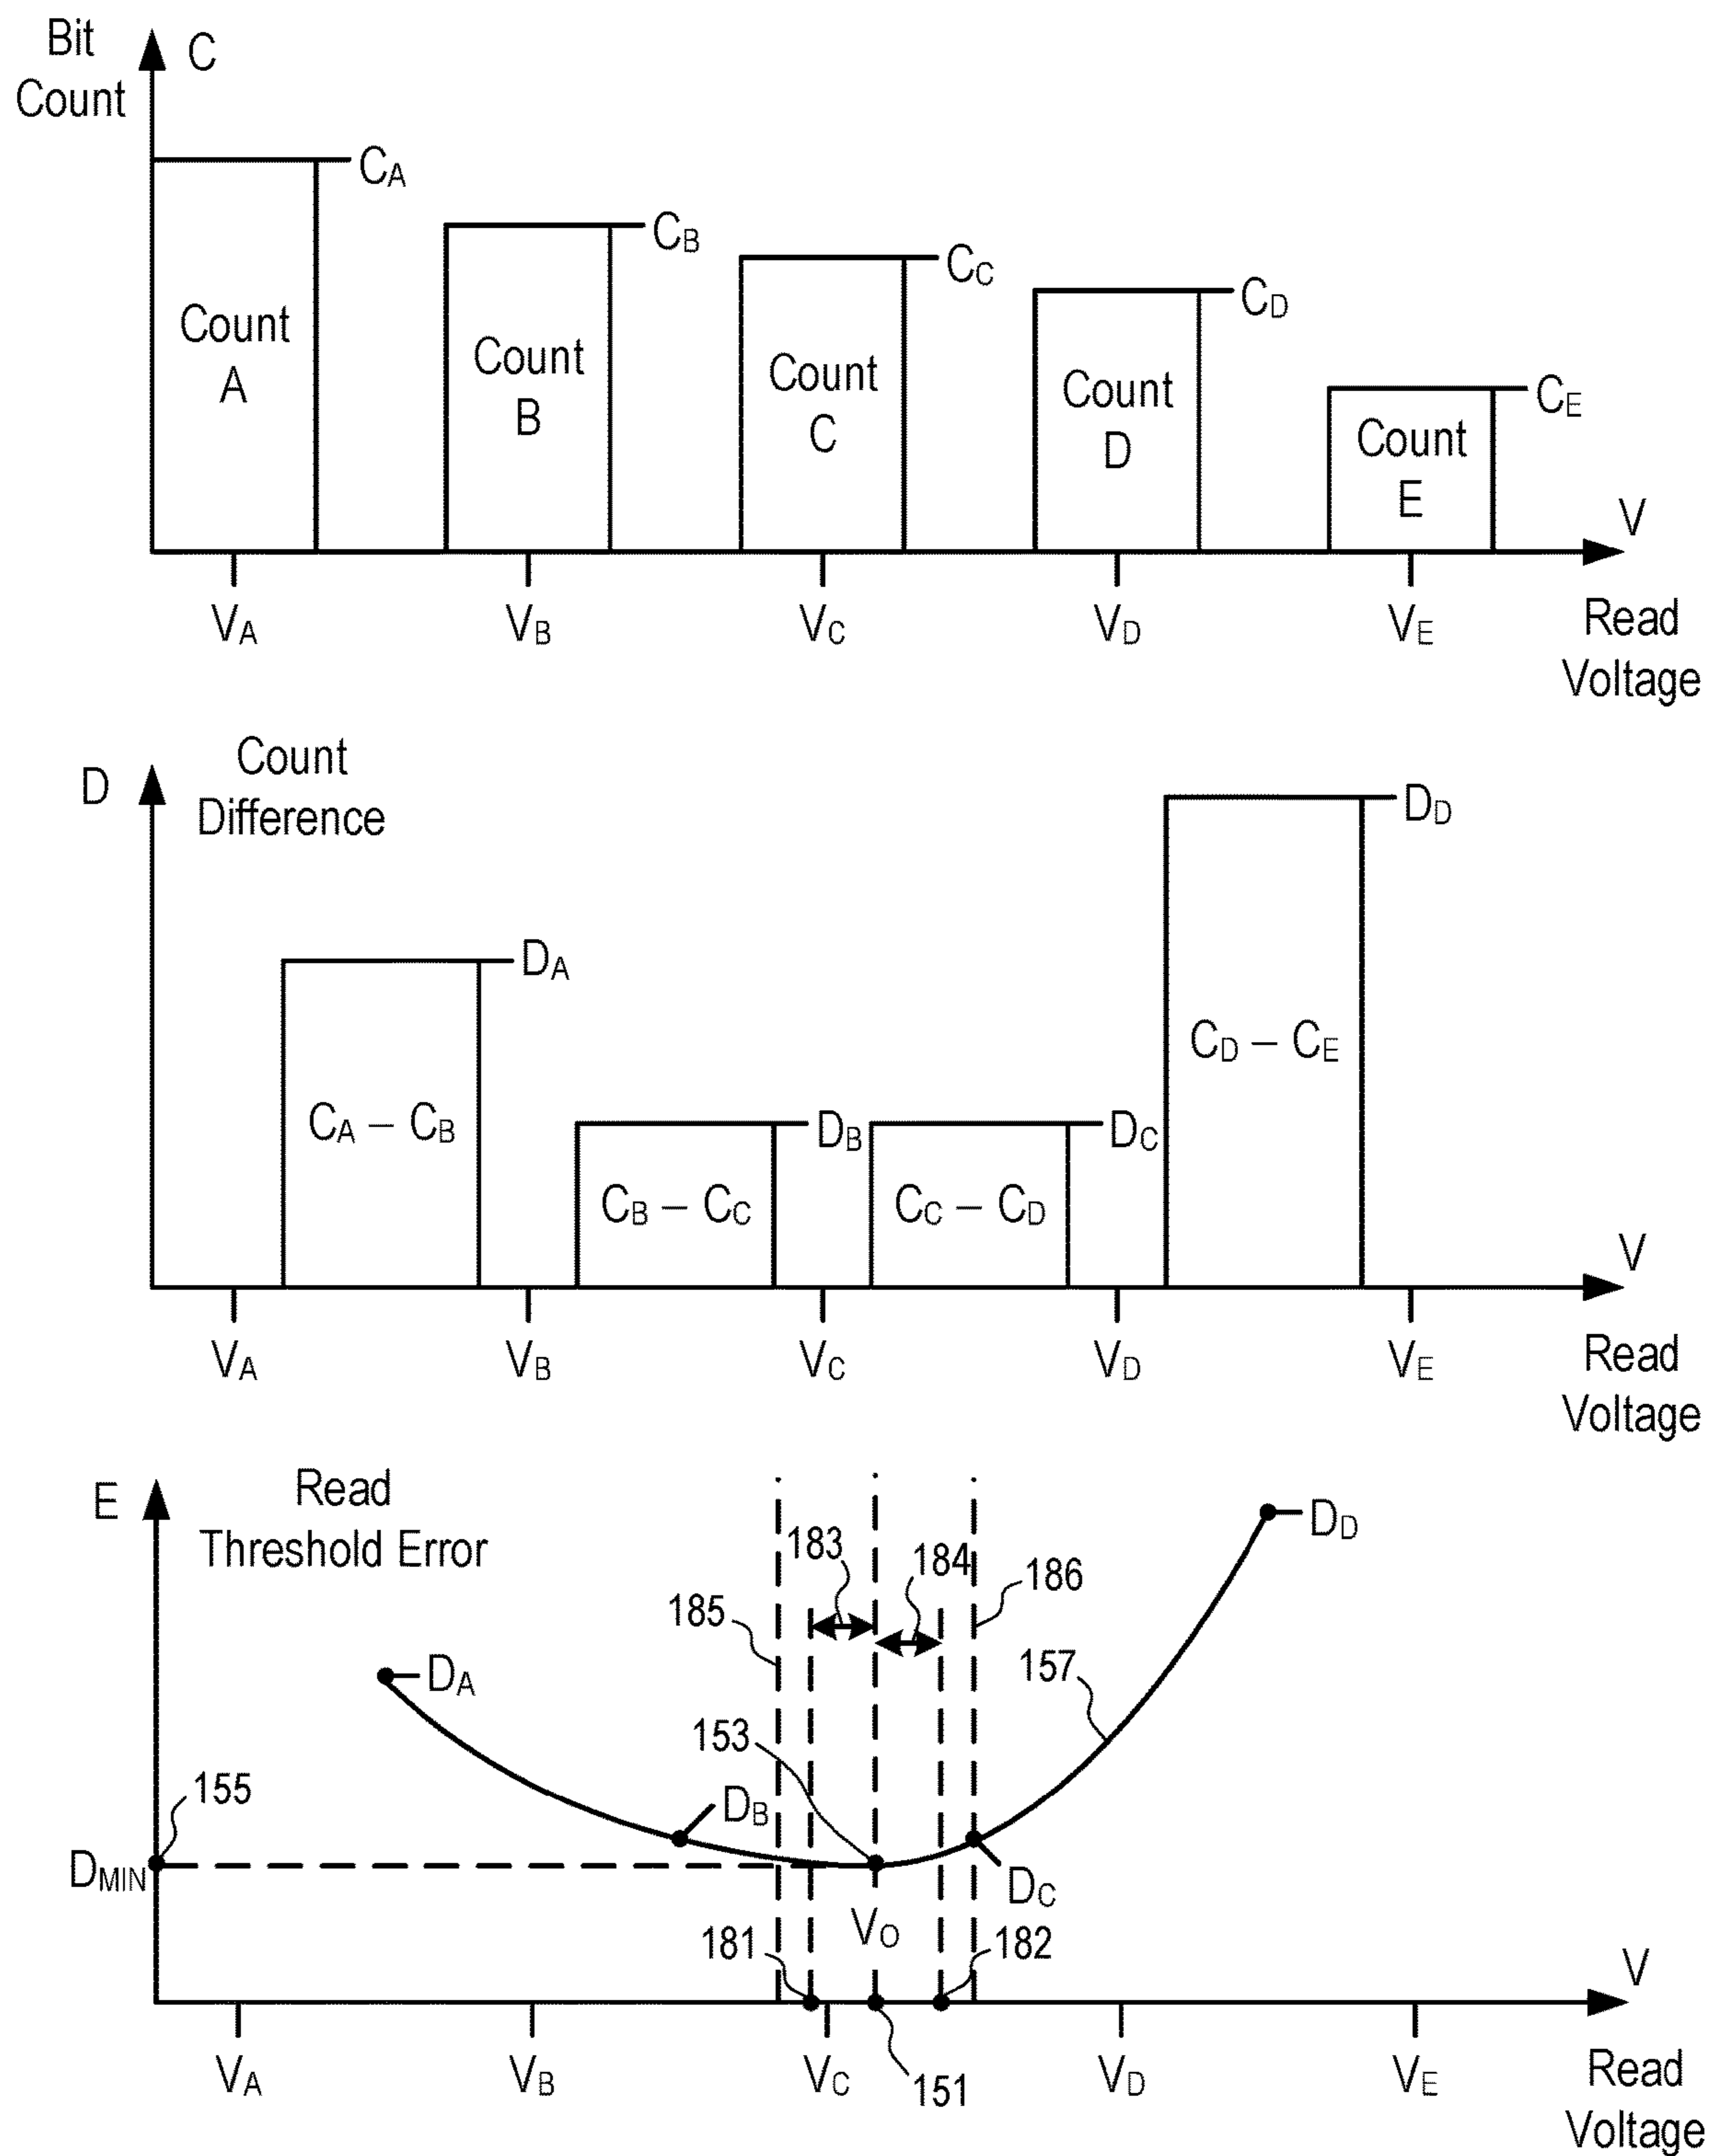 Bit
Count
C
CA
CB
CC
CD
CE
Count
A
Count
B
Count
C
Count
D
Count
E
V
VA VB VC VD VE
Read
Voltage
D
Count
Difference
DD
DA
CD – CE
CA – CB
DB
DC
CB – CC
CC – CD
V
VA VB VC VD VE
Read
Voltage
E
Read
Threshold Error
DD
183
184
186
185
157
DA
153
155
DB
DMIN
DC
VO
181
182
V
VA VB VC VD VE
151
Read
Voltage